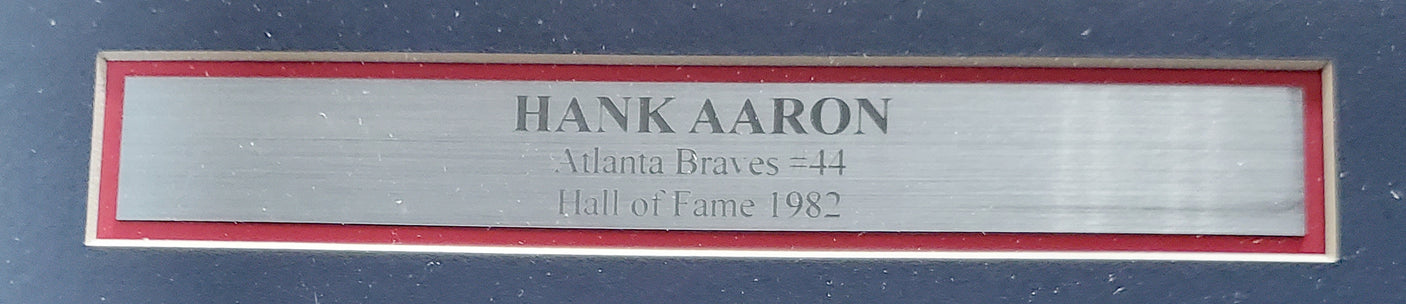 HANK AARON
Atlanta Braves #44
Hall of Fame 1982